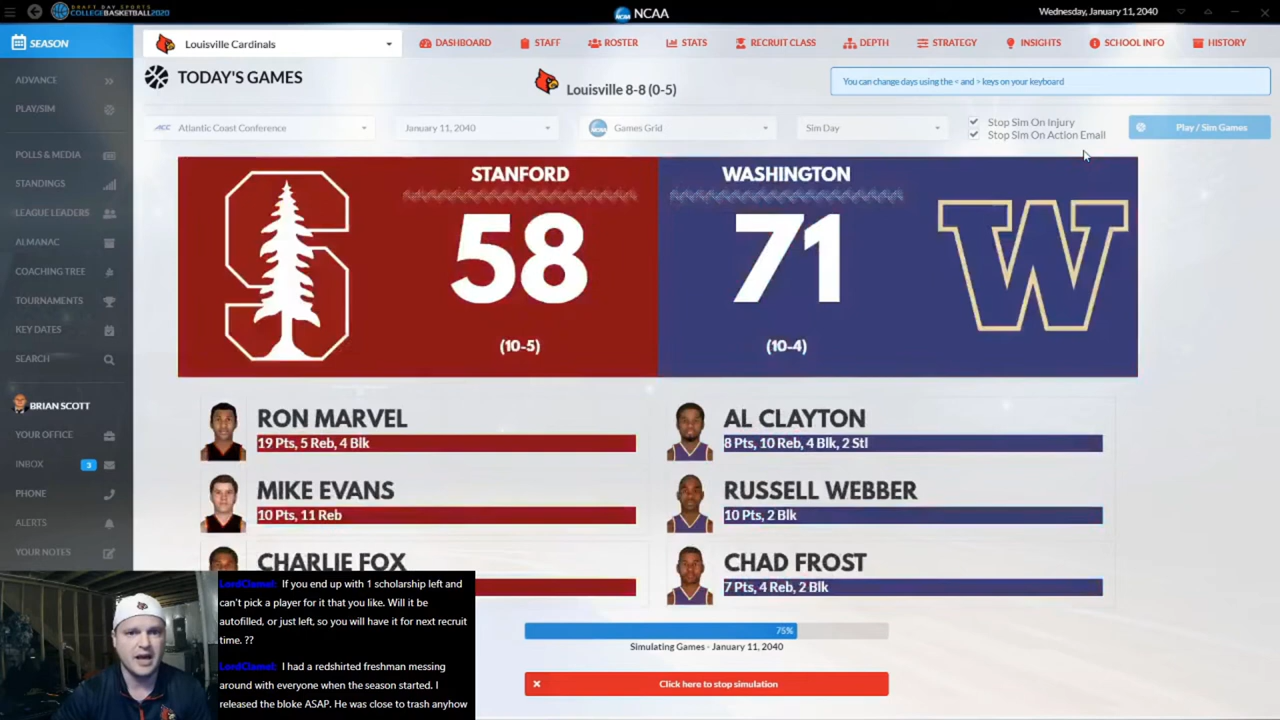 DRAFT DAY SPORTS
COLLEGE BASKETBALL 2020
NCAA
Wednesday, January 11, 2040
SEASON
Louisville Cardinals
DASHBOARD
STAFF
ROSTER
STATS
RECRUIT CLASS
DEPTH
STRATEGY
INSIGHTS
SCHOOL INFO
HISTORY
ADVANCE
PLAY/SIM
POLLS & MEDIA
STANDINGS
LEAGUE LEADERS
ALMANAC
COACHING TREE
TOURNAMENTS
KEY DATES
SEARCH
BRIAN SCOTT
YOUR OFFICE
INBOX 3
PHONE
ALERTS
YOUR NOTES
TODAY'S GAMES
Louisville 8-8 (0-5)
You can change days using the < and > keys on your keyboard
ACC Atlantic Coast Conference
January 11, 2040
NCAA Games Grid
Sim Day
Stop Sim On Injury
Stop Sim On Action Email
Play / Sim Games
STANFORD
58
(10-5)
WASHINGTON
71
(10-4)
S
W
RON MARVEL
19 Pts, 5 Reb, 4 Blk
AL CLAYTON
8 Pts, 10 Reb, 4 Blk, 2 Stl
MIKE EVANS
10 Pts, 11 Reb
RUSSELL WEBBER
10 Pts, 2 Blk
CHARLIE FOX
CHAD FROST
7 Pts, 4 Reb, 2 Blk
75%
Simulating Games - January 11, 2040
Click here to stop simulation
LordClamel: If you end up with 1 scholarship left and
can't pick a player for it that you like. Will it be
autofilled, or just left, so you will have it for next recruit
time. ??
LordClamel: I had a redshirted freshman messing
around with everyone when the season started. I
released the bloke ASAP. He was close to trash anyhow